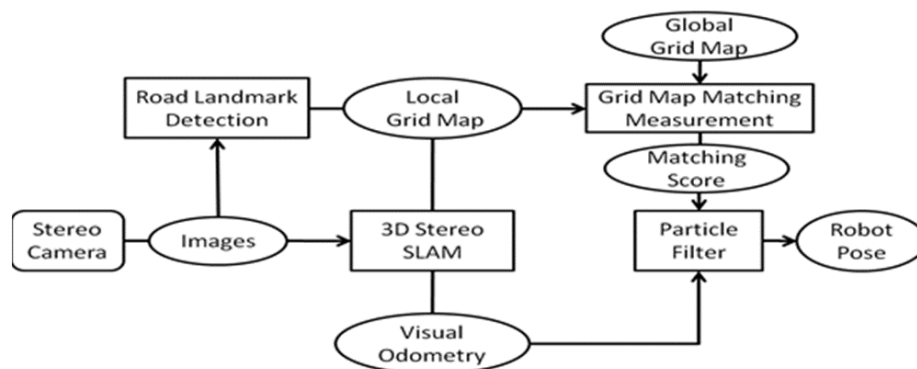 Global
Grid Map
Road Landmark
Detection
Local
Grid Map
Grid Map Matching
Measurement
Matching
Score
Stereo
Camera
Images
3D Stereo
SLAM
Particle
Filter
Robot
Pose
Visual
Odometry